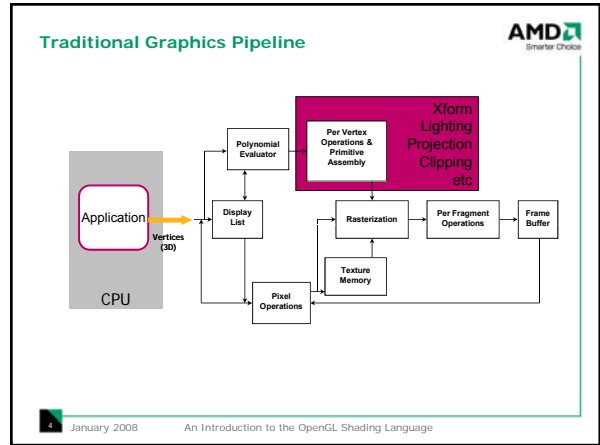 Traditional Graphics Pipeline
AMD
Smarter Choice
Xform
Lighting
Projection
Clipping
etc
Per Vertex
Operations &
Primitive
Assembly
Polynomial
Evaluator
Application
Vertices
(3D)
Display
List
Rasterization
Per Fragment
Operations
Frame
Buffer
Texture
Memory
CPU
Pixel
Operations
4
January 2008
An Introduction to the OpenGL Shading Language